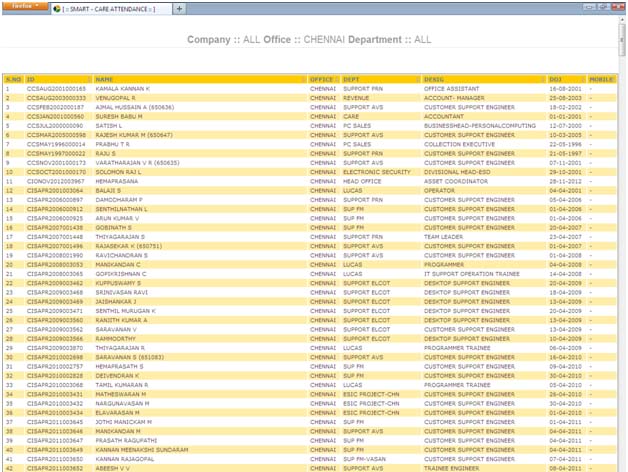 Firefox
[ :: SMART - CARE ATTENDANCE :: ]
Company :: ALL Office :: CHENNAI Department :: ALL
S.NO ID NAME OFFICE DEPT DESIG DOJ MOBILE
1 CCSAUG2001000165 KAMALA KANNAN K CHENNAI SUPPORT PRN OFFICE ASSISTANT 16-08-2001 -
2 CCSAUG2003000333 VENUGOPAL R CHENNAI REVENUE ACCOUNT- MANAGER 25-08-2003 -
3 CCSFEB2002000187 AJMAL HUSSAIN A (650636) CHENNAI SUPPORT AVS CUSTOMER SUPPORT ENGINEER 18-02-2002 -
4 CCSJAN2001000560 SURESH BABU M CHENNAI CARE ACCOUNTANT 01-01-2001 -
5 CCSJUL2000000090 SATISH L CHENNAI PC SALES BUSINESSHEAD-PERSONALCOMPUTING 12-07-2000 -
6 CCSMAR2005000598 RAJESH KUMAR M (650647) CHENNAI SUPPORT AVS CUSTOMER SUPPORT ENGINEER 10-03-2005 -
7 CCSMAY1996000014 PRABHU T R CHENNAI PC SALES COLLECTION EXECUTIVE 22-05-1996 -
8 CCSMAY1997000022 RAJU S CHENNAI SUPPORT PRN CUSTOMER SUPPORT ENGINEER 21-05-1997 -
9 CCSNOV2001000173 VARATHARAJAN V R (650635) CHENNAI SUPPORT AVS CUSTOMER SUPPORT ENGINEER 07-11-2001 -
10 CCSOCT2001000170 SOLOMON RAJ L CHENNAI ELECTRONIC SECURITY DIVISIONAL HEAD-ESD 29-10-2001 -
11 CIONOV2012003967 HEMAPRASANA CHENNAI HEAD OFFICE ASSET COORDINATOR 28-11-2012 -
12 CISAPR2001003064 BALAJI S CHENNAI LUCAS OPERATOR 04-04-2001 -
13 CISAPR2006000897 DAMODHARAM P CHENNAI SUPPORT PRN CUSTOMER SUPPORT ENGINEER 05-04-2006 -
14 CISAPR2006000912 SENTHILNATHAN L CHENNAI SUP FM CUSTOMER SUPPORT ENGINEER 01-04-2006 -
15 CISAPR2006000925 ARUN KUMAR V CHENNAI SUP FM CUSTOMER SUPPORT ENGINEER 01-04-2006 -
16 CISAPR2007001438 GOBINATH S CHENNAI SUP FM CUSTOMER SUPPORT ENGINEER 20-04-2007 -
17 CISAPR2007001448 THIYAGARAJAN S CHENNAI SUPPORT PRN TEAM LEADER 23-04-2007 -
18 CISAPR2007001496 RAJASEKAR K (650751) CHENNAI SUPPORT AVS CUSTOMER SUPPORT ENGINEER 01-04-2007 -
19 CISAPR2008001990 RAVICHANDRAN S CHENNAI SUPPORT AVS CUSTOMER SUPPORT ENGINEER 01-04-2008 -
20 CISAPR2008003053 MANIKANDAN C CHENNAI LUCAS PROGRAMMER 04-04-2008 -
21 CISAPR2008003065 GOPIKRISHNAN C CHENNAI LUCAS IT SUPPORT OPERATION TRAINEE 14-04-2008 -
22 CISAPR2009003462 KUPPUSWAMY S CHENNAI SUPPORT ELCOT DESKTOP SUPPORT ENGINEER 20-04-2009 -
23 CISAPR2009003468 SRINIVASAN RAVI CHENNAI SUPPORT ELCOT DESKTOP SUPPORT ENGINEER 18-04-2009 -
24 CISAPR2009003469 JAISHANKAR J CHENNAI SUPPORT ELCOT DESKTOP SUPPORT ENGINEER 13-04-2009 -
25 CISAPR2009003471 SENTHIL MURUGAN K CHENNAI SUPPORT ELCOT DESKTOP SUPPORT ENGINEER 20-04-2009 -
26 CISAPR2009003560 RANJITH KUMAR A CHENNAI SUPPORT ELCOT DESKTOP SUPPORT ENGINEER 13-04-2009 -
27 CISAPR2009003562 SARAVANAN V CHENNAI SUPPORT ELCOT CUSTOMER SUPPORT ENGINEER 13-04-2009 -
28 CISAPR2009003566 RAMMOORTHY CHENNAI SUPPORT ELCOT DESKTOP SUPPORT ENGINEER 10-04-2009 -
29 CISAPR2009003870 THIYAGARAJAN R CHENNAI LUCAS PROGRAMMER TRAINEE 06-04-2009 -
30 CISAPR2010002698 SARAVANAN S (651083) CHENNAI SUPPORT AVS CUSTOMER SUPPORT ENGINEER 16-04-2010 -
31 CISAPR2010002757 HEMAPRASATH S CHENNAI SUP FM CUSTOMER SUPPORT ENGINEER 04-04-2010 -
32 CISAPR2010002828 DEIVENDRAN K CHENNAI SUP FM CUSTOMER SUPPORT ENGINEER 30-04-2010 -
33 CISAPR2010003068 TAMIL KUMARAN R CHENNAI LUCAS PROGRAMMER TRAINEE 05-04-2010 -
34 CISAPR2010003431 MATHESWARAN M CHENNAI ESIC PROJECT-CHN CUSTOMER SUPPORT ENGINEER 26-04-2010 -
35 CISAPR2010003432 NARGUNAVASAN M CHENNAI ESIC PROJECT-CHN CUSTOMER SUPPORT ENGINEER 01-04-2010 -
36 CISAPR2010003434 ELAVARASAN M CHENNAI ESIC PROJECT-CHN CUSTOMER SUPPORT ENGINEER 01-04-2010 -
37 CISAPR2011003645 JOTHI MANICKAM M CHENNAI SUP FM CUSTOMER SUPPORT ENGINEER 01-04-2011 -
38 CISAPR2011003646 MANIKANDAN M CHENNAI SUPPORT AVS CUSTOMER SUPPORT ENGINEER 04-04-2011 -
39 CISAPR2011003647 PRASATH RAGUPATHI CHENNAI SUP FM CUSTOMER SUPPORT ENGINEER 04-04-2011 -
40 CISAPR2011003649 KANNAN MEENAKSHI SUNDARAM CHENNAI SUP FM CUSTOMER SUPPORT ENGINEER 04-04-2011 -
41 CISAPR2011003650 KANNAN RAJAGOPAL CHENNAI SUP FM-VASAN CUSTOMER SUPPORT ENGINEER 07-04-2011 -
42 CISAPR2011003652 ABEESH V V CHENNAI SUPPORT AVS TRAINEE ENGINEER 08-04-2011 -